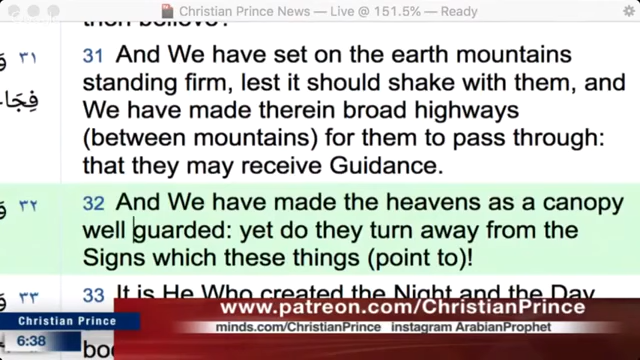 Christian Prince News — Live @ 151.5% — Ready
then believe?
٣١
31 And We have set on the earth mountains
standing firm, lest it should shake with them, and
We have made therein broad highways
(between mountains) for them to pass through:
that they may receive Guidance.
٣٢
32 And We have made the heavens as a canopy
well guarded: yet do they turn away from the
Signs which these things (point to)!
٣٣
33 It is He Who created the Night and the Day
www.patreon.com/ChristianPrince
minds.com/ChristianPrince instagram ArabianProphet
Christian Prince
6:38